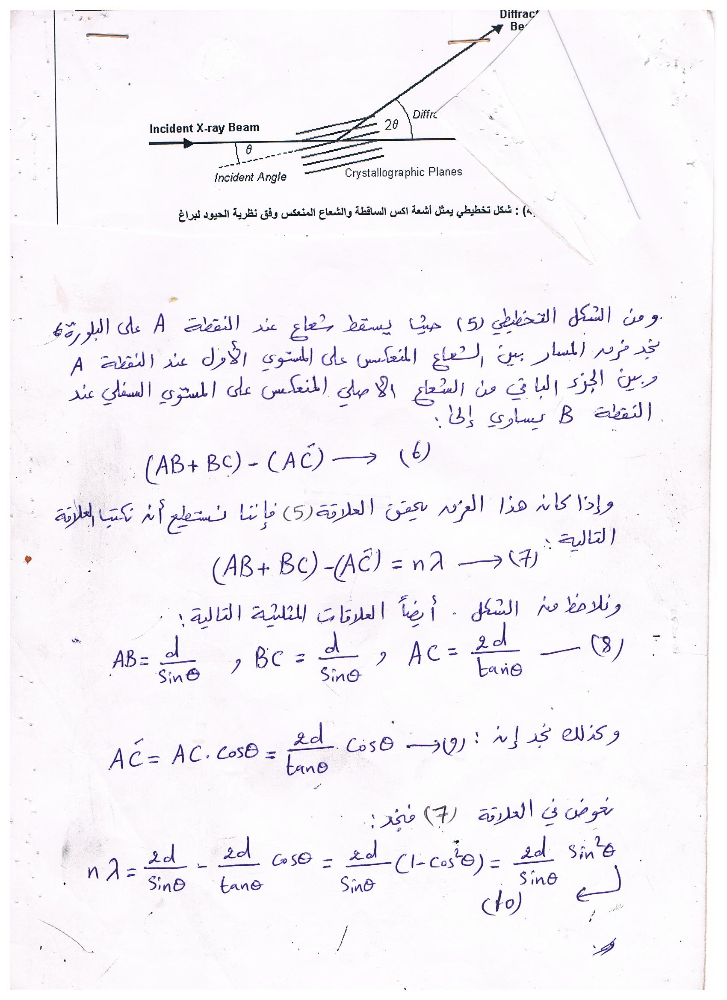 Diffract
Be
Diffra
2θ
Incident X-ray Beam
θ
Incident Angle
Crystallographic Planes
4) : شكل تخطيطي يمثل أشعة اكس الساقطة والشعاع المنعكس وفق نظرية الحيود لبراغ
ومن الشكل التخطيطي (5) حيث يسقط شعاع عند النقطة A على البلورة،
نجد فرق المسار بين الشعاع المنعكس على المستوي الأول عند النقطة A
وبين الجزء الباقي من الشعاع الأصلي المنعكس على المستوي السفلي عند
النقطة B يساوي إلى:
(AB + BC) - (AC̄) → (6)
وإذا كان هذا الفرق يحقق العلاقة (5) فإننا نستطيع أن نكتب العلاقة
التالية:
(AB + BC) - (AC̄) = nλ → (7)
ونلاحظ من الشكل . أيضاً العلاقات المثلثية التالية:
AB = d/sinθ , BC = d/sinθ , AC = 2d/tanθ — (8)
وكذلك نجد إن :
AC̄ = AC . cosθ = 2d/tanθ . cosθ → (9)
نعوض في العلاقة (7) فنجد:
nλ = 2d/sinθ - 2d/tanθ cosθ = 2d/sinθ (1-cos²θ) = 2d/sinθ sin²θ
(10)